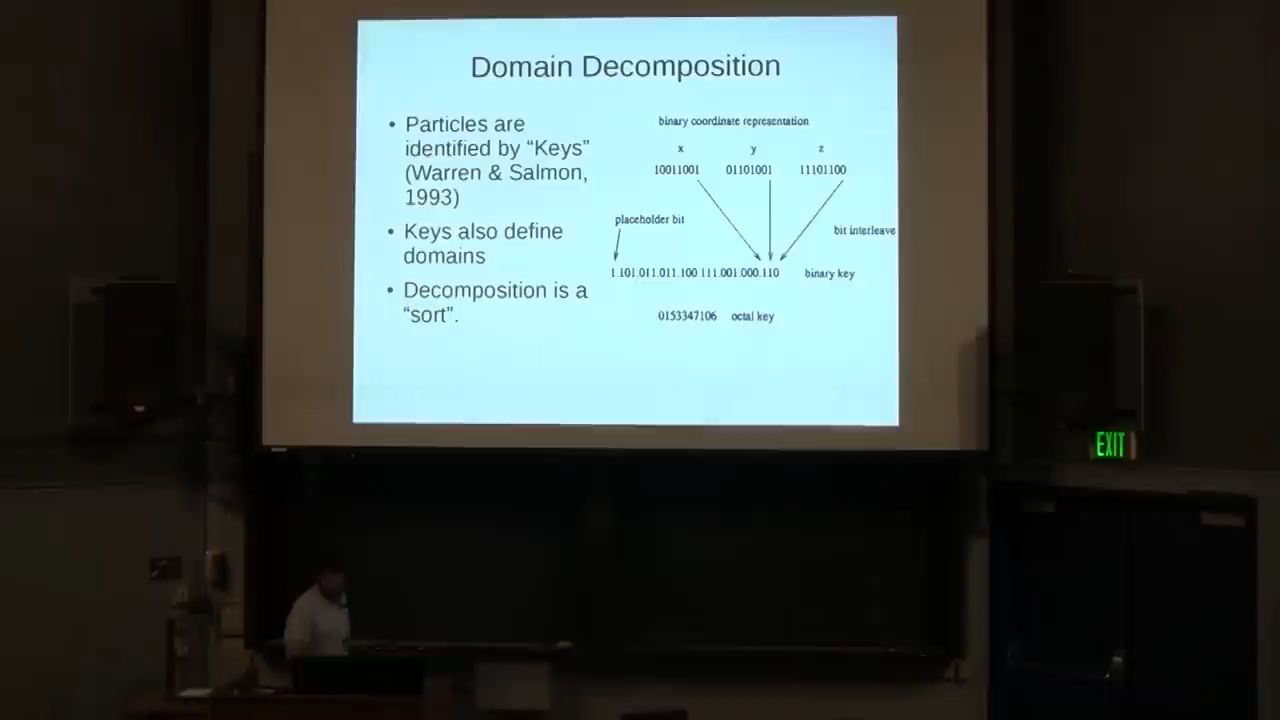 Domain Decomposition
• Particles are
identified by “Keys”
(Warren & Salmon,
1993)
• Keys also define
domains
• Decomposition is a
“sort”.
binary coordinate representation
x y z
10011001 01101001 11101100
placeholder bit
bit interleave
1.101.011.011.100.111.001.000.110 binary key
0153347106 octal key
EXIT